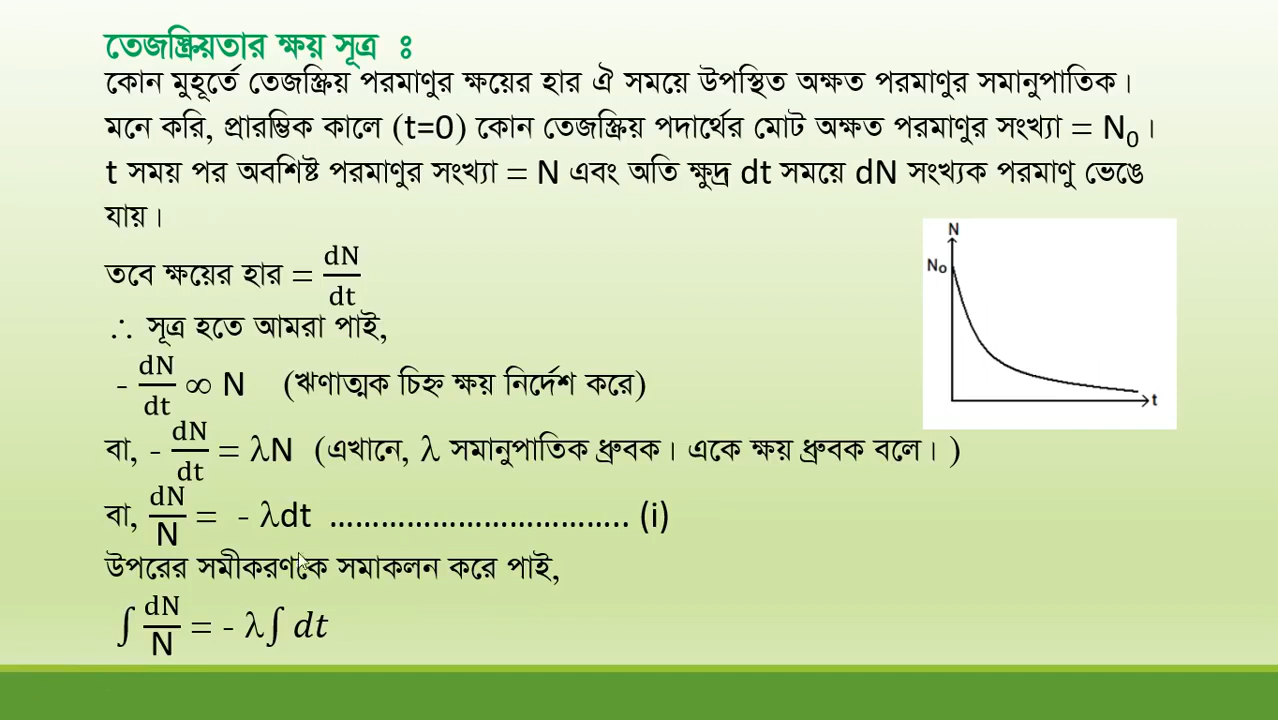 তেজস্ক্রিয়তার ক্ষয় সূত্র ঃ
কোন মুহূর্তে তেজস্ক্রিয় পরমাণুর ক্ষয়ের হার ঐ সময়ে উপস্থিত অক্ষত পরমাণুর সমানুপাতিক।
মনে করি, প্রারম্ভিক কালে (t=0) কোন তেজস্ক্রিয় পদার্থের মোট অক্ষত পরমাণুর সংখ্যা = N₀।
t সময় পর অবশিষ্ট পরমাণুর সংখ্যা = N এবং অতি ক্ষুদ্র dt সময়ে dN সংখ্যক পরমাণু ভেঙে
যায়।
তবে ক্ষয়ের হার = dN/dt
∴ সূত্র হতে আমরা পাই,
- dN/dt ∞ N (ঋণাত্মক চিহ্ন ক্ষয় নির্দেশ করে)
বা, - dN/dt = λN (এখানে, λ সমানুপাতিক ধ্রুবক। একে ক্ষয় ধ্রুবক বলে। )
বা, dN/N = - λdt ……………………………….. (i)
উপরের সমীকরণকে সমাকলন করে পাই,
∫ dN/N = - λ∫ dt
N
N₀
t